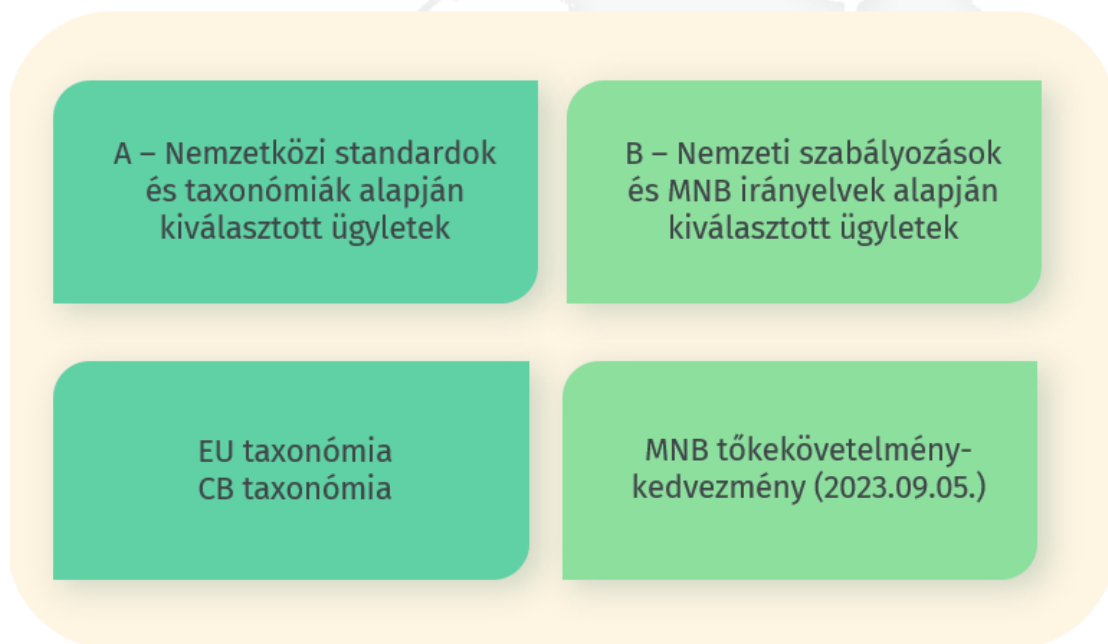 A – Nemzetközi standardok
és taxonómiák alapján
kiválasztott ügyletek
B – Nemzeti szabályozások
és MNB irányelvek alapján
kiválasztott ügyletek
EU taxonómia
CB taxonómia
MNB tőkekövetelmény-
kedvezmény (2023.09.05.)